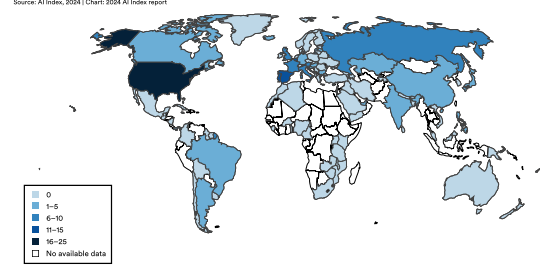 Source: AI Index, 2024 | Chart: 2024 AI Index report
0
1–5
6–10
11–15
16–25
No available data